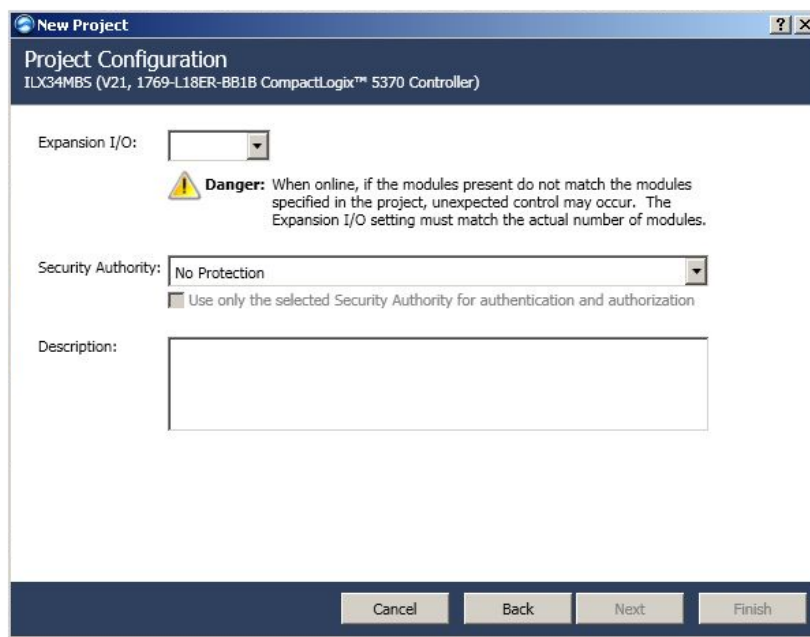 New Project
Project Configuration
ILX34MBS (V21, 1769-L18ER-BB1B CompactLogix™ 5370 Controller)
Expansion I/O:
Danger: When online, if the modules present do not match the modules
specified in the project, unexpected control may occur. The
Expansion I/O setting must match the actual number of modules.
Security Authority: No Protection
Use only the selected Security Authority for authentication and authorization
Description:
Cancel Back Next Finish